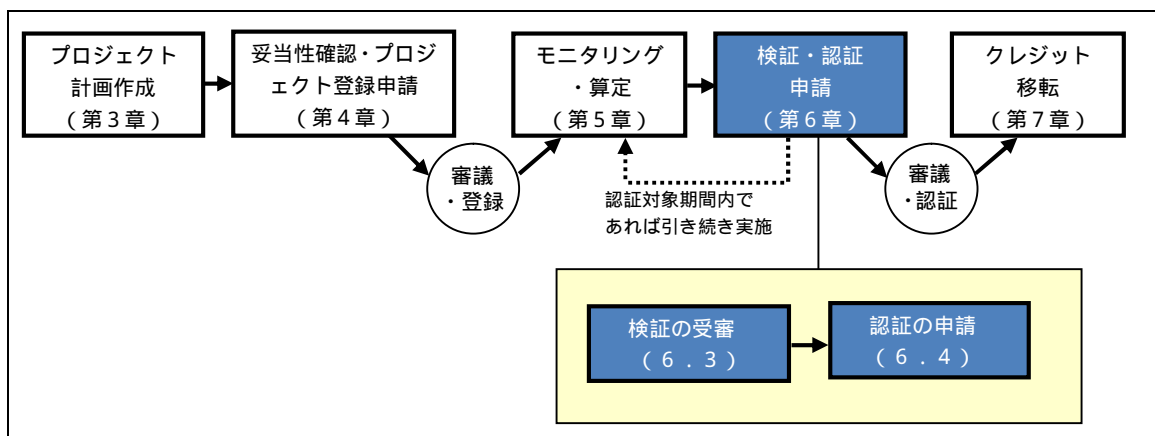 プロジェクト
計画作成
（第３章）
妥当性確認・プロジ
ェクト登録申請
（第４章）
審議
・登録
モニタリング
・算定
（第５章）
検証・認証
申請
（第６章）
認証対象期間内で
あれば引き続き実施
審議
・認証
クレジット
移転
（第７章）
検証の受審
（６．３）
認証の申請
（６．４）